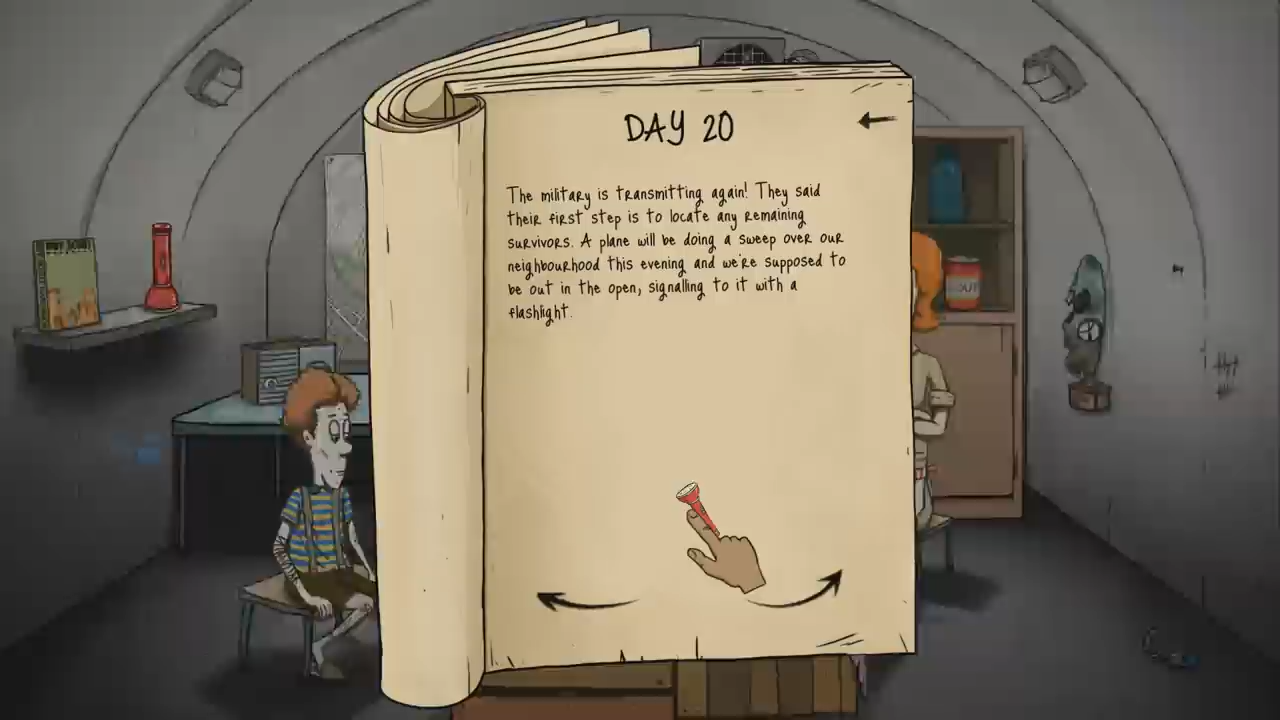 DAY 20
The military is transmitting again! They said
their first step is to locate any remaining
survivors. A plane will be doing a sweep over our
neighbourhood this evening and we're supposed to
be out in the open, signalling to it with a
flashlight.